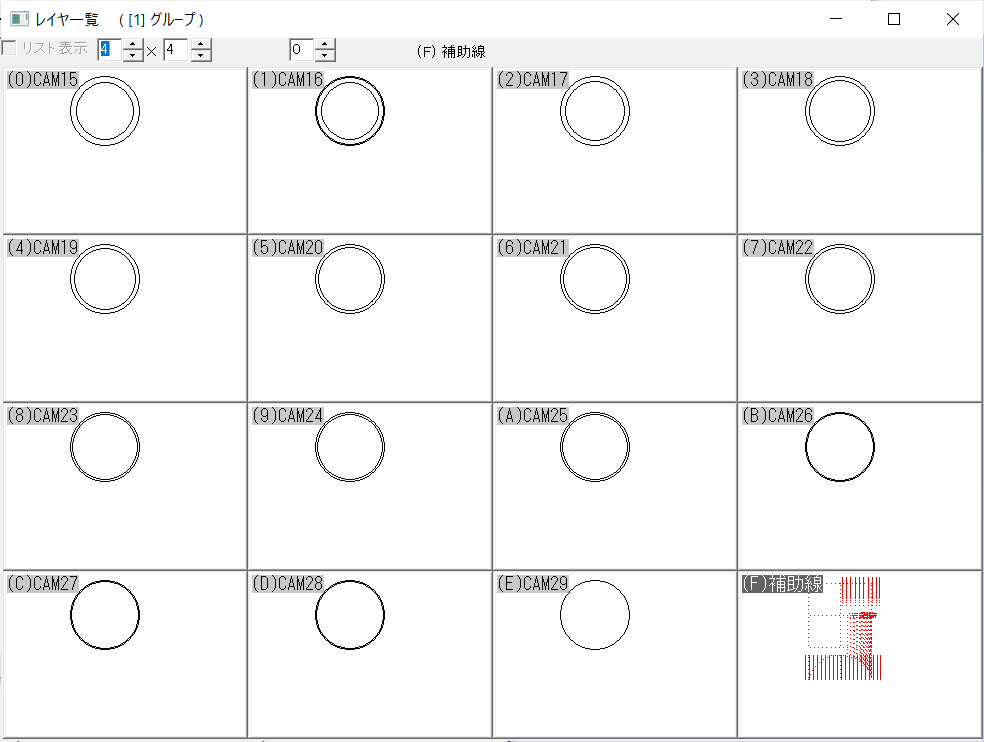 レイヤ一覧 ( [1] グループ )
リスト表示 4 × 4 0 (F) 補助線
(0)CAM15 (1)CAM16 (2)CAM17 (3)CAM18
(4)CAM19 (5)CAM20 (6)CAM21 (7)CAM22
(8)CAM23 (9)CAM24 (A)CAM25 (B)CAM26
(C)CAM27 (D)CAM28 (E)CAM29 (F)補助線